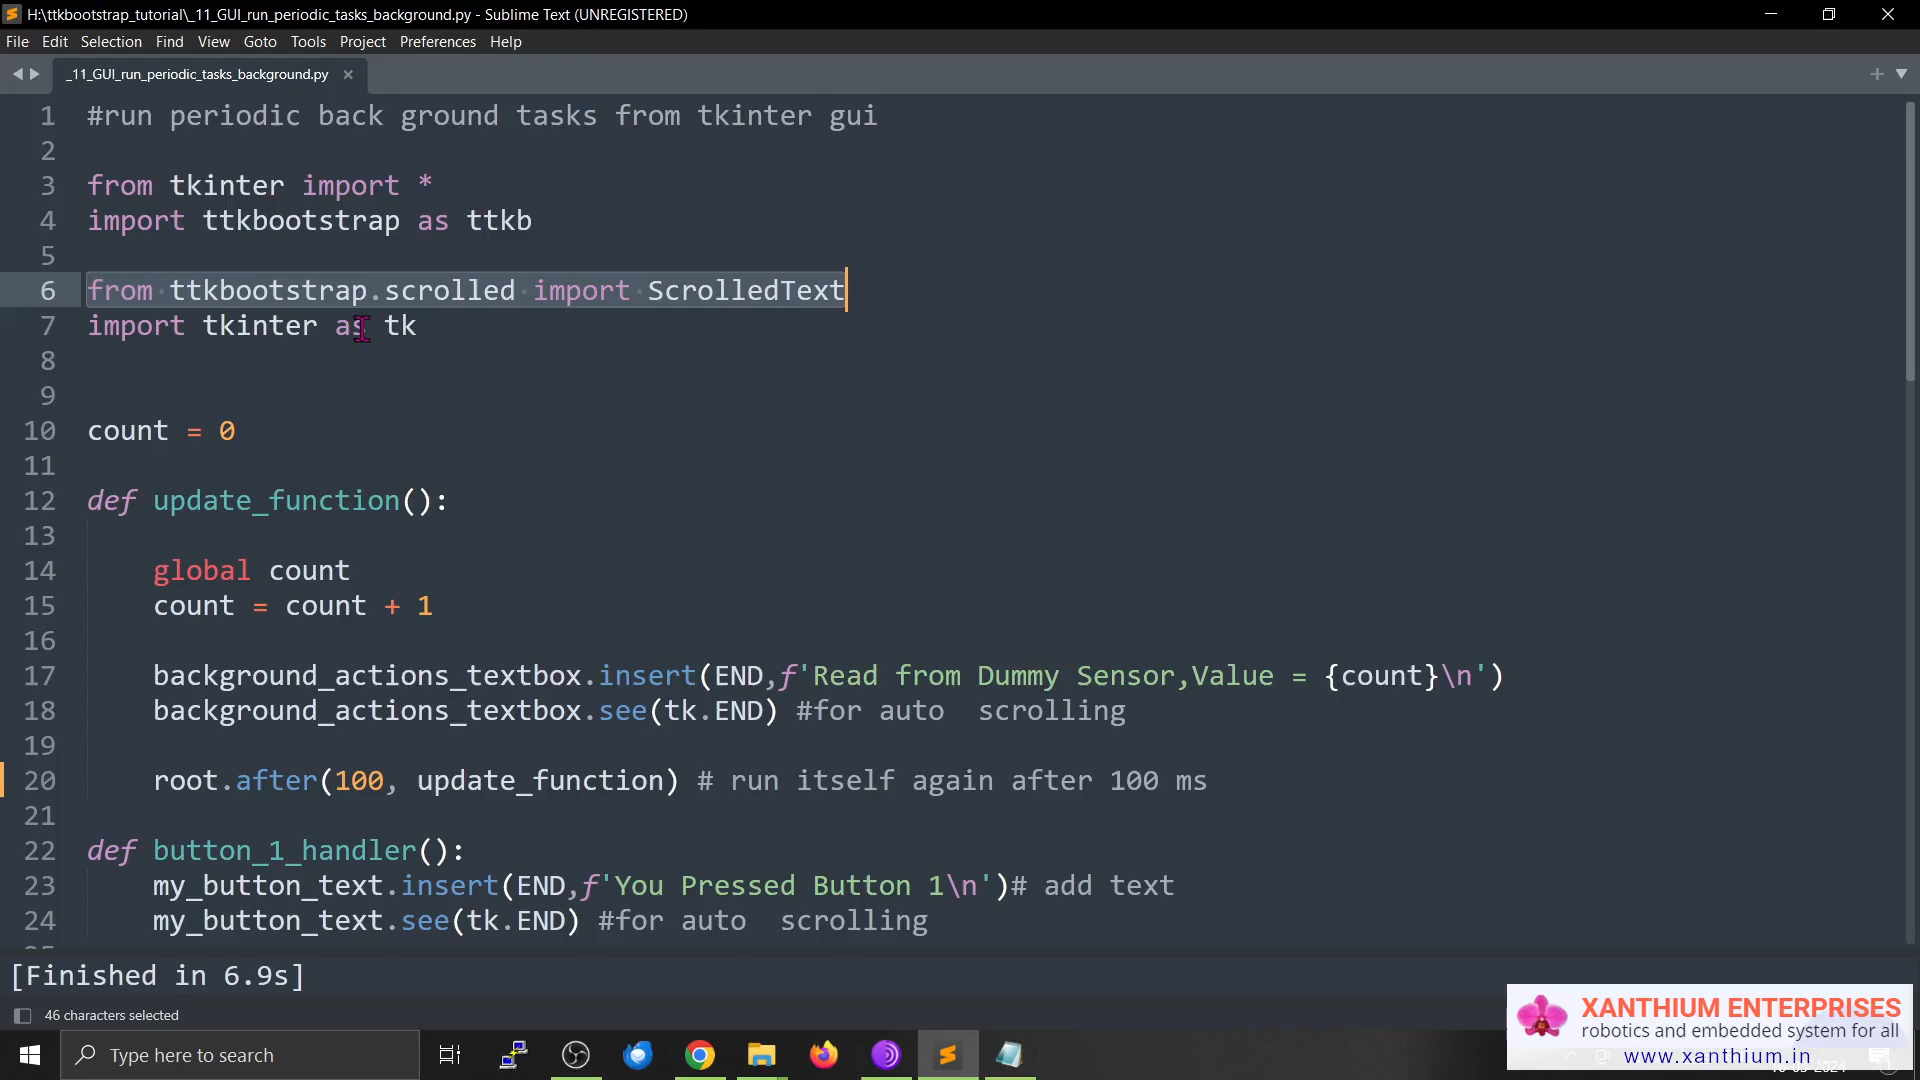 H:\ttkbootstrap_tutorial\_11_GUI_run_periodic_tasks_background.py - Sublime Text (UNREGISTERED)
File Edit Selection Find View Goto Tools Project Preferences Help
_11_GUI_run_periodic_tasks_background.py
1 #run periodic back ground tasks from tkinter gui
2
3 from tkinter import *
4 import ttkbootstrap as ttkb
5
6 from ttkbootstrap.scrolled import ScrolledText
7 import tkinter as tk
8
9
10 count = 0
11
12 def update_function():
13
14 global count
15 count = count + 1
16
17 background_actions_textbox.insert(END,f'Read from Dummy Sensor,Value = {count}\n')
18 background_actions_textbox.see(tk.END) #for auto  scrolling
19
20 root.after(100, update_function) # run itself again after 100 ms
21
22 def button_1_handler():
23 my_button_text.insert(END,f'You Pressed Button 1\n')# add text
24 my_button_text.see(tk.END) #for auto  scrolling
[Finished in 6.9s]
46 characters selected
XANTHIUM ENTERPRISES
robotics and embedded system for all
www.xanthium.in
Type here to search